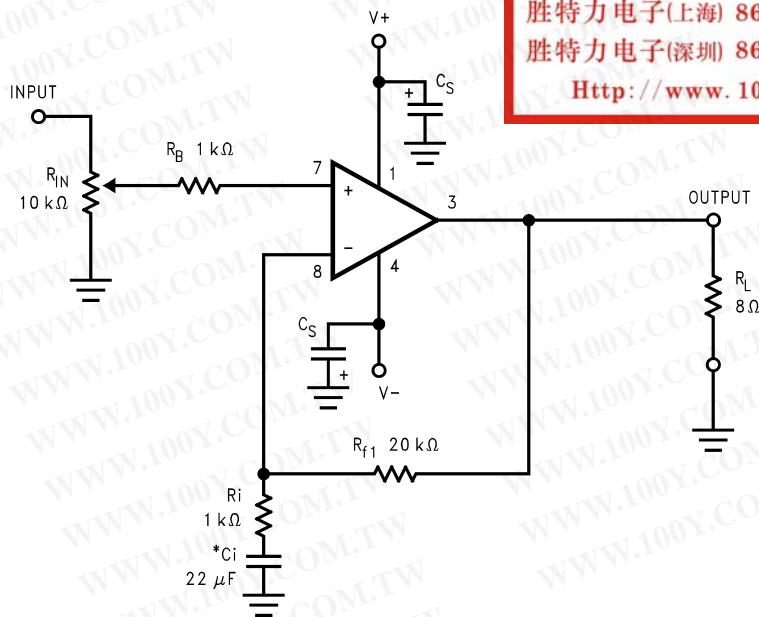 胜特力电子(上海) 86
胜特力电子(深圳) 86
Http://www. 10
V+
INPUT
+
CS
RB 1 kΩ
7
1
RIN
10 kΩ
+
3
OUTPUT
−
8
4
RL
8Ω
CS
+
V−
Rf1 20 kΩ
Ri
1 kΩ
*Ci
22 μF
WWW.100Y.COM.TW